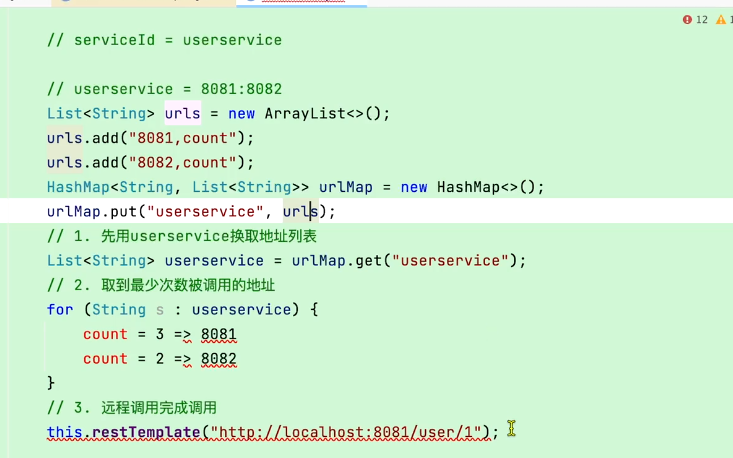 12 1
// serviceId = userservice
// userservice = 8081:8082
List<String> urls = new ArrayList<>();
urls.add("8081,count");
urls.add("8082,count");
HashMap<String, List<String>> urlMap = new HashMap<>();
urlMap.put("userservice", urls);
// 1. 先用userservice换取地址列表
List<String> userservice = urlMap.get("userservice");
// 2. 取到最少次数被调用的地址
for (String s : userservice) {
count = 3 => 8081
count = 2 => 8082
}
// 3. 远程调用完成调用
this.restTemplate("http://localhost:8081/user/1");